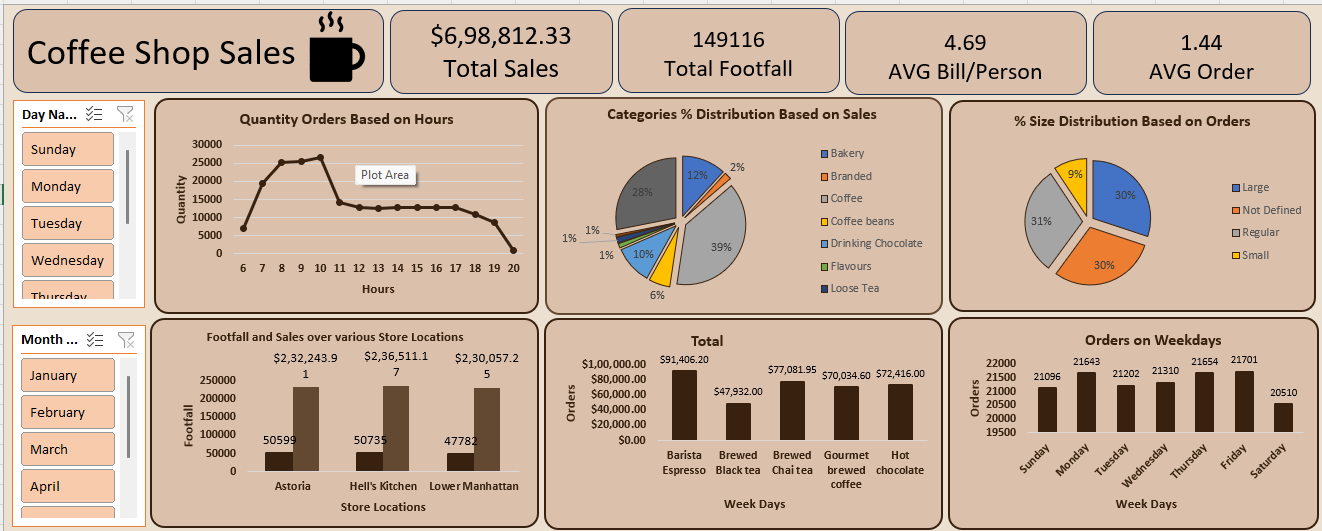 Coffee Shop Sales
$6,98,812.33
Total Sales
149116
Total Footfall
4.69
AVG Bill/Person
1.44
AVG Order
Day Na...
Sunday
Monday
Tuesday
Wednesday
Thursday
Quantity Orders Based on Hours
Quantity
30000
25000
20000
15000
10000
5000
0
Plot Area
6 7 8 9 10 11 12 13 14 15 16 17 18 19 20
Hours
Categories % Distribution Based on Sales
12%
2%
39%
6%
10%
1%
1%
1%
28%
Bakery
Branded
Coffee
Coffee beans
Drinking Chocolate
Flavours
Loose Tea
% Size Distribution Based on Orders
30%
30%
31%
9%
Large
Not Defined
Regular
Small
Month ...
January
February
March
April
Footfall and Sales over various Store Locations
Footfall
250000
200000
150000
100000
50000
0
$2,32,243.9
1
$2,36,511.1
7
$2,30,057.2
5
50599
50735
47782
Astoria
Hell's Kitchen
Lower Manhattan
Store Locations
Total
Orders
$1,00,000.00
$80,000.00
$60,000.00
$40,000.00
$20,000.00
$0.00
$91,406.20
$47,932.00
$77,081.95
$70,034.60
$72,416.00
Barista
Espresso
Brewed
Black tea
Brewed
Chai tea
Gourmet
brewed
coffee
Hot
chocolate
Week Days
Orders on Weekdays
Orders
22000
21500
21000
20500
20000
19500
21096
21643
21202
21310
21654
21701
20510
Sunday
Monday
Tuesday
Wednesday
Thursday
Friday
Saturday
Week Days